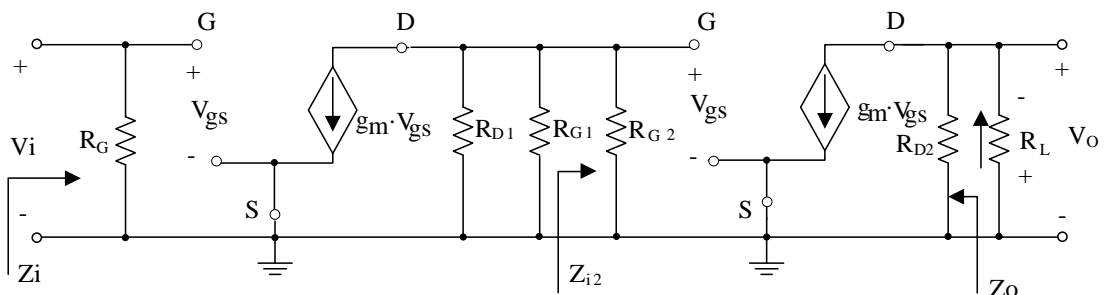 G D G D
+ + + +
Vi RG Vgs gm·Vgs RD1 RG1 RG2 Vgs gm·Vgs RD2 - RL VO
- - +
- S S -
Zi Zi2 Zo